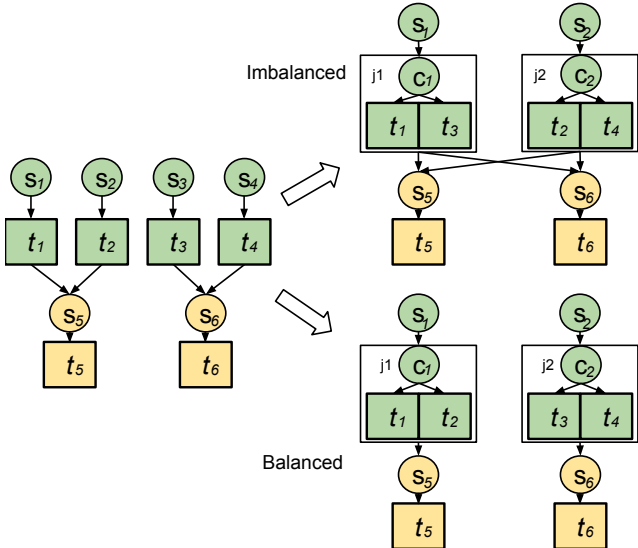 s1 s2
Imbalanced
j1 c1 j2 c2
t1 t3 t2 t4
s5 s6
t5 t6
s1 s2 s3 s4
t1 t2 t3 t4
s5 s6
t5 t6
s1 s2
j1 c1 j2 c2
t1 t2 t3 t4
Balanced
s5 s6
t5 t6